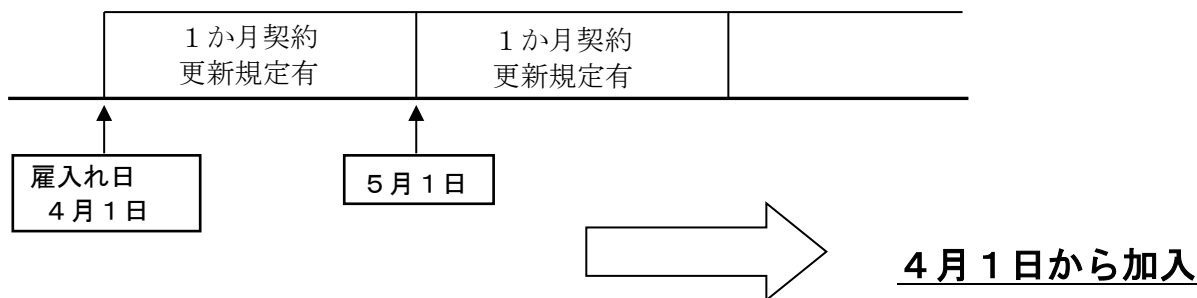 １か月契約
更新規定有
１か月契約
更新規定有
雇入れ日
４月１日
５月１日
４月１日から加入